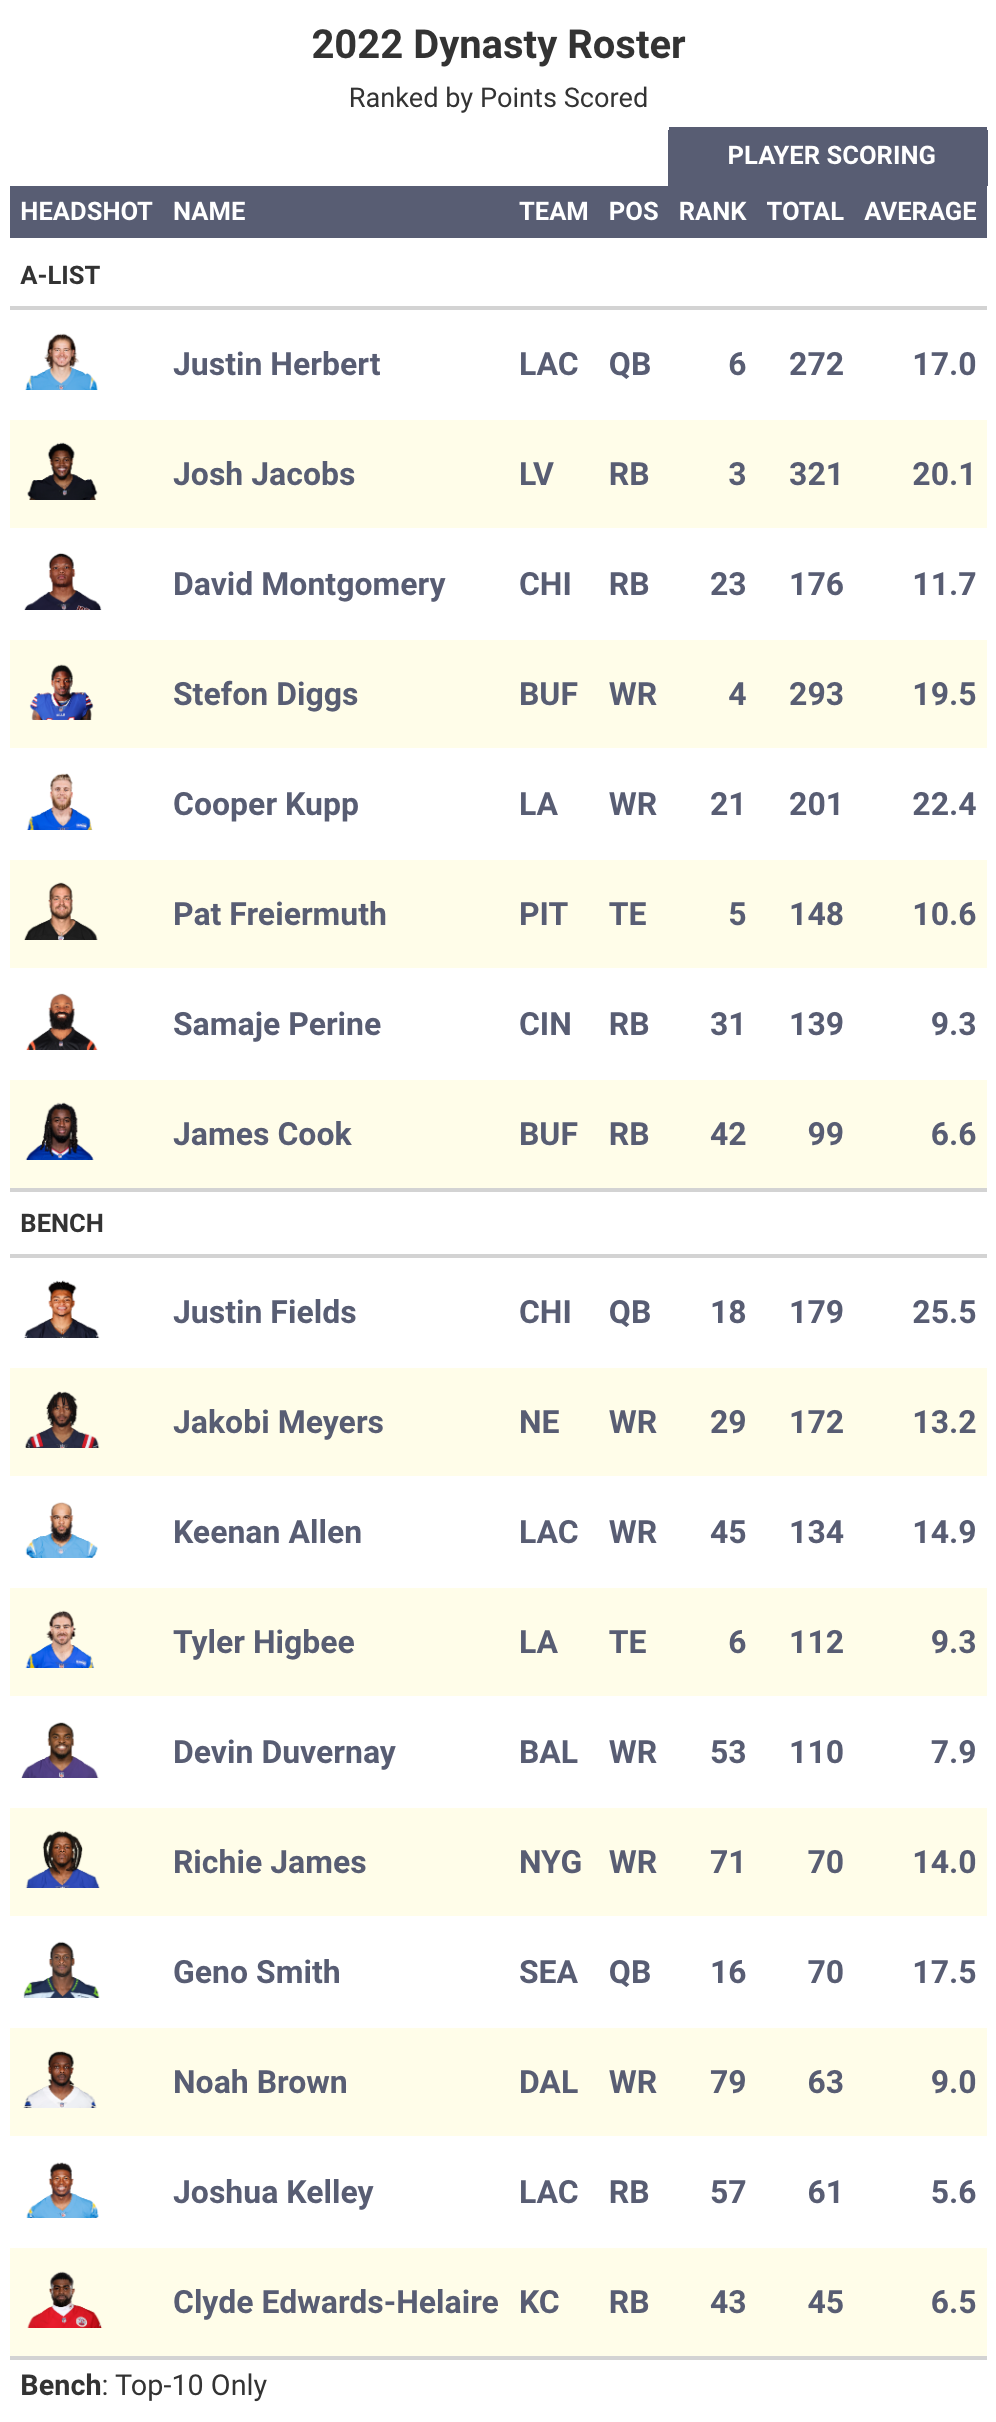 2022 Dynasty Roster
Ranked by Points Scored
PLAYER SCORING
HEADSHOT NAME TEAM POS RANK TOTAL AVERAGE
A-LIST
Justin Herbert LAC QB 6 272 17.0
Josh Jacobs LV RB 3 321 20.1
David Montgomery CHI RB 23 176 11.7
Stefon Diggs BUF WR 4 293 19.5
Cooper Kupp LA WR 21 201 22.4
Pat Freiermuth PIT TE 5 148 10.6
Samaje Perine CIN RB 31 139 9.3
James Cook BUF RB 42 99 6.6
BENCH
Justin Fields CHI QB 18 179 25.5
Jakobi Meyers NE WR 29 172 13.2
Keenan Allen LAC WR 45 134 14.9
Tyler Higbee LA TE 6 112 9.3
Devin Duvernay BAL WR 53 110 7.9
Richie James NYG WR 71 70 14.0
Geno Smith SEA QB 16 70 17.5
Noah Brown DAL WR 79 63 9.0
Joshua Kelley LAC RB 57 61 5.6
Clyde Edwards-Helaire KC RB 43 45 6.5
Bench: Top-10 Only